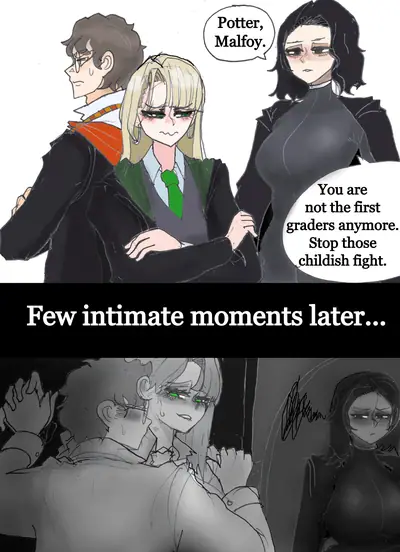 Potter,
Malfoy.
You are
not the first
graders anymore.
Stop those
childish fight.
Few intimate moments later...